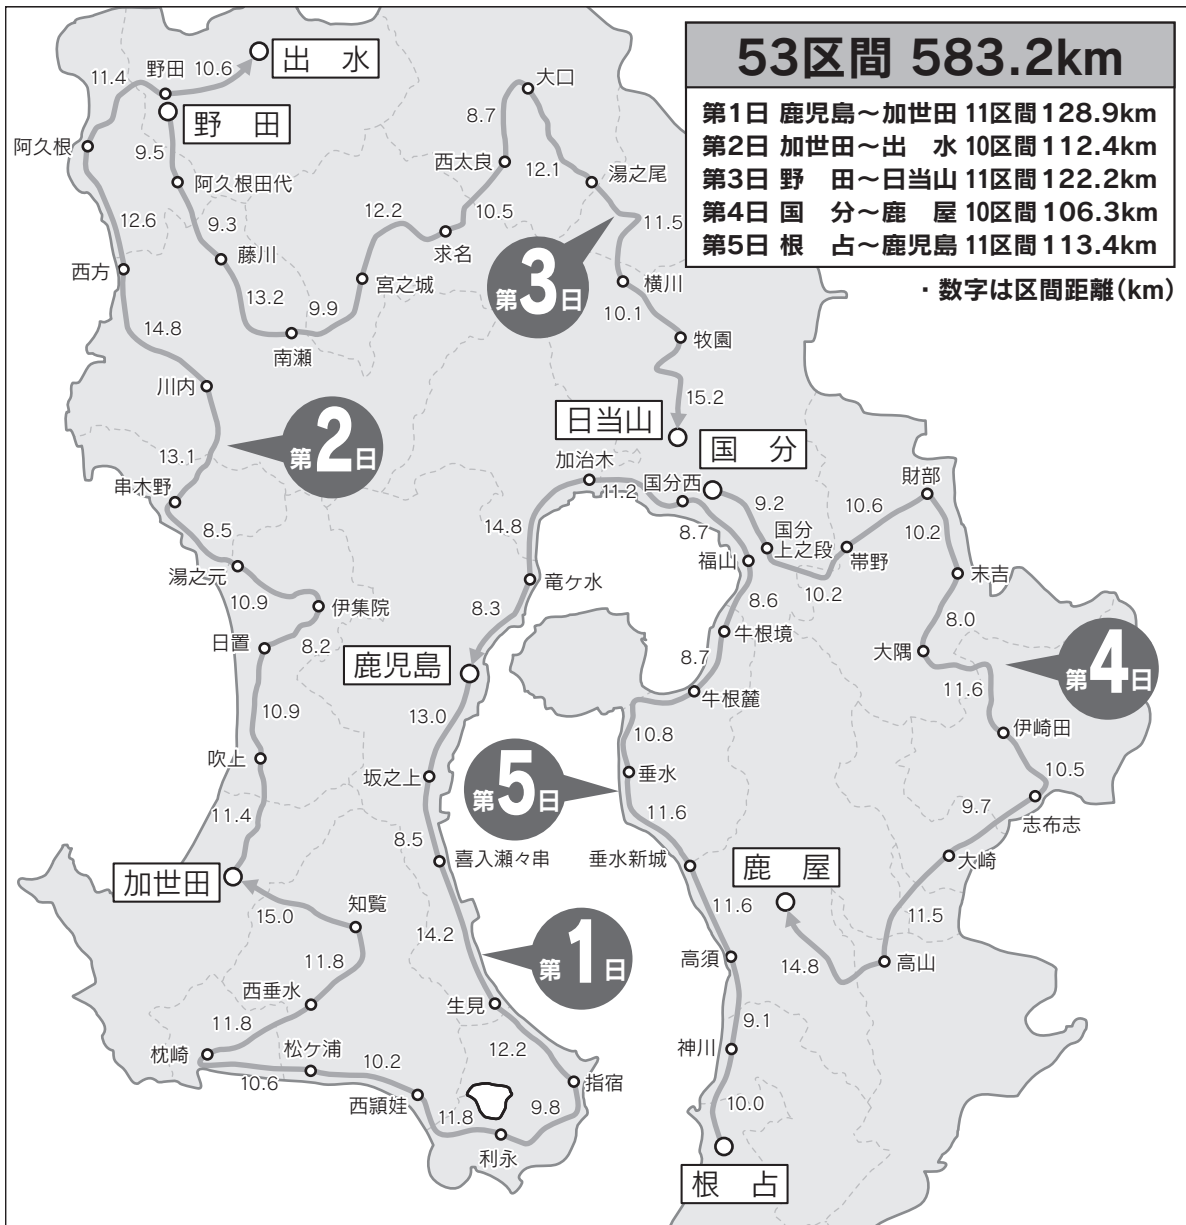 53区間 583.2km
第1日 鹿児島～加世田 11区間128.9km
第2日 加世田～出　水 10区間112.4km
第3日 野　田～日当山 11区間122.2km
第4日 国　分～鹿　屋 10区間106.3km
第5日 根　占～鹿児島 11区間113.4km
・数字は区間距離(km)
出　水
野田
10.6
11.4
野　田
阿久根
9.5
阿久根田代
12.6
9.3
藤川
西方
13.2
南瀬
9.9
宮之城
12.2
求名
10.5
西太良
8.7
大口
12.1
湯之尾
11.5
第3日
横川
10.1
牧園
15.2
日当山
14.8
川内
第2日
13.1
串木野
8.5
湯之元
10.9
伊集院
8.2
日置
10.9
吹上
11.4
加世田
国　分
9.2
国分
上之段
10.2
帯野
10.6
財部
10.2
末吉
8.0
大隅
11.6
第4日
伊崎田
10.5
志布志
9.7
大崎
11.5
高山
14.8
鹿　屋
加治木
11.2
国分西
8.7
福山
8.6
牛根境
8.7
牛根麓
10.8
垂水
第5日
11.6
垂水新城
11.6
高須
9.1
神川
10.0
根　占
14.8
竜ケ水
8.3
鹿児島
13.0
坂之上
8.5
喜入瀬々串
14.2
第1日
生見
12.2
指宿
9.8
利永
11.8
西頴娃
10.2
松ケ浦
10.6
枕崎
11.8
西垂水
11.8
知覧
15.0